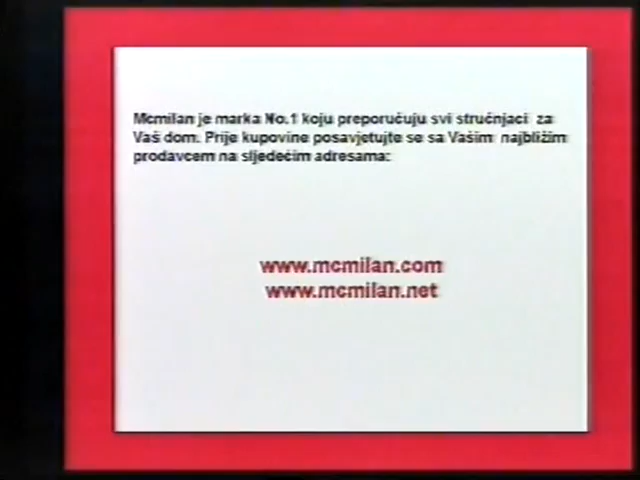 Mcmilan je marka No.1 koju preporučuju svi stručnjaci za
Vaš dom. Prije kupovine posavjetujte se sa Vašim najbližim
prodavcem na sljedećim adresama:
www.mcmilan.com
www.mcmilan.net